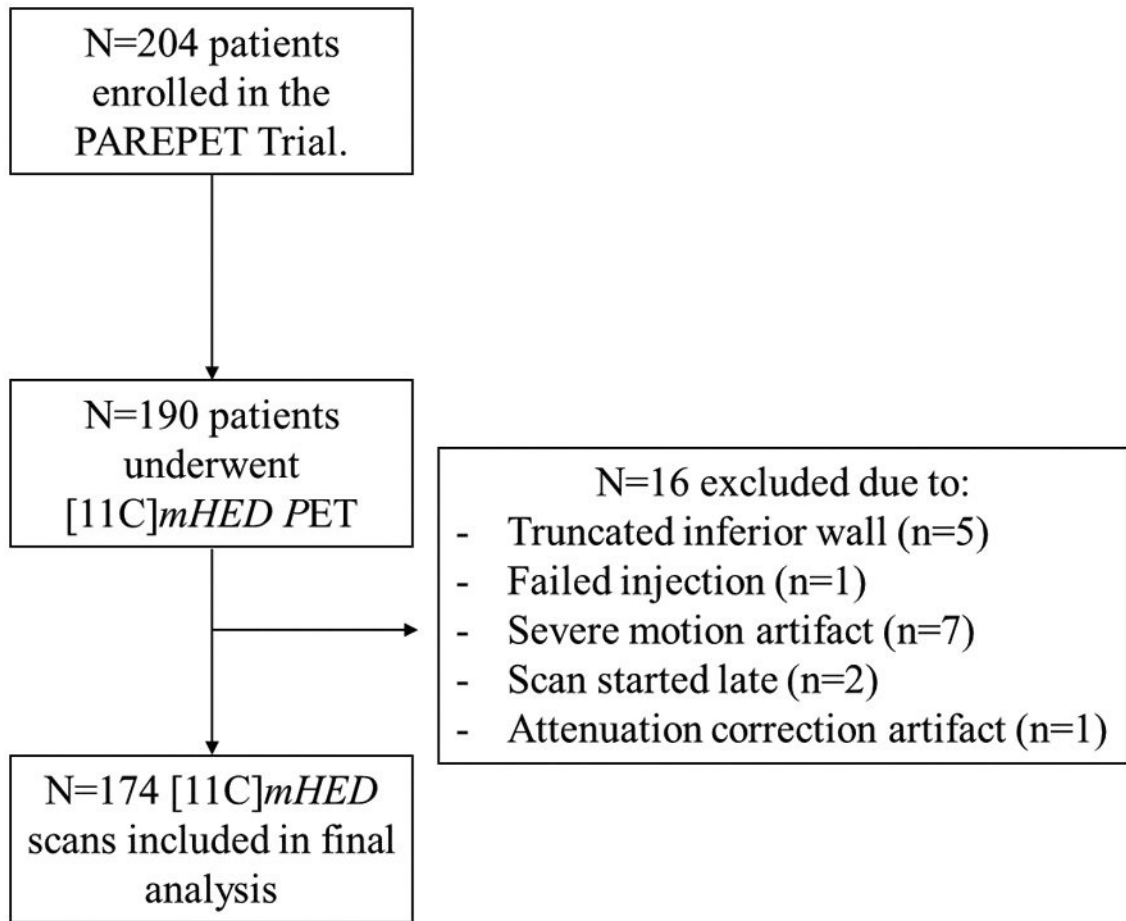 N=204 patients
enrolled in the
PAREPET Trial.
N=190 patients
underwent
[11C]mHED PET
N=16 excluded due to:
- Truncated inferior wall (n=5)
- Failed injection (n=1)
- Severe motion artifact (n=7)
- Scan started late (n=2)
- Attenuation correction artifact (n=1)
N=174 [11C]mHED
scans included in final
analysis